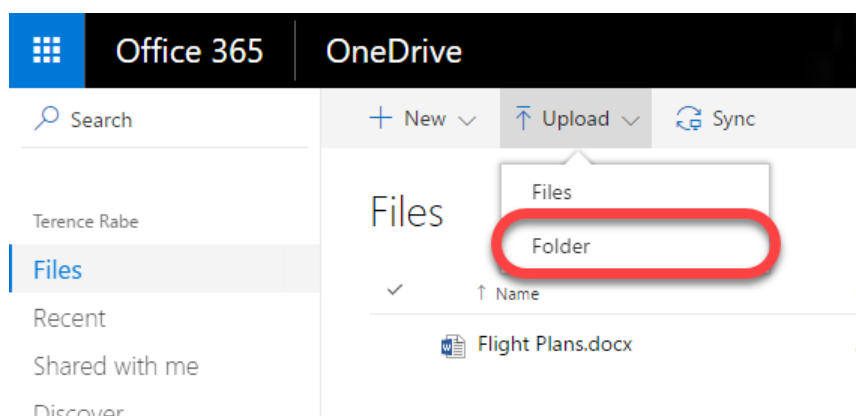 Office 365
OneDrive
Search
New
Upload
Sync
Files
Folder
Terence Rabe
Files
Recent
Shared with me
Discover
Files
Name
Flight Plans.docx